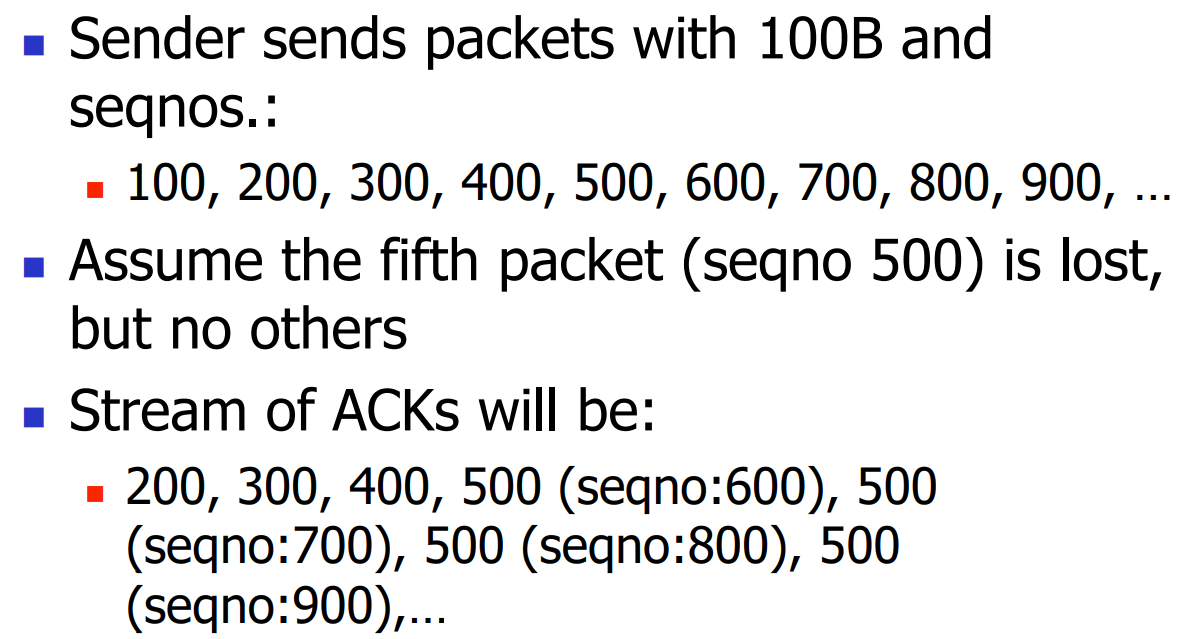 Sender sends packets with 100B and
seqnos.:
100, 200, 300, 400, 500, 600, 700, 800, 900, …
Assume the fifth packet (seqno 500) is lost,
but no others
Stream of ACKs will be:
200, 300, 400, 500 (seqno:600), 500
(seqno:700), 500 (seqno:800), 500
(seqno:900),…